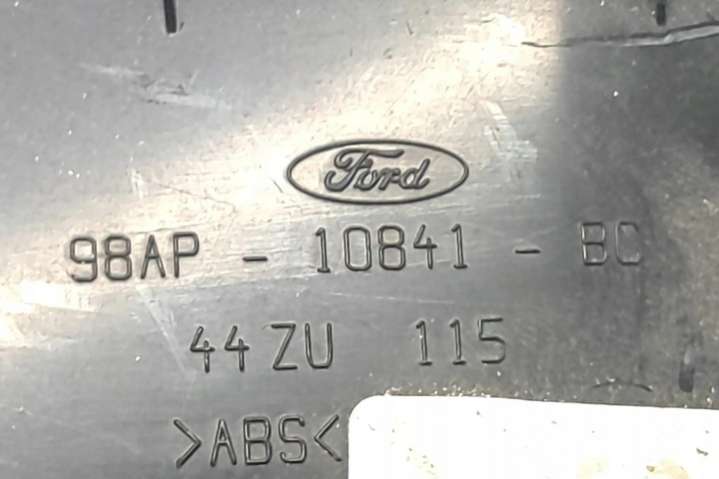 Ford
98AP - 10841 - BC
44 ZU 115
>ABS<